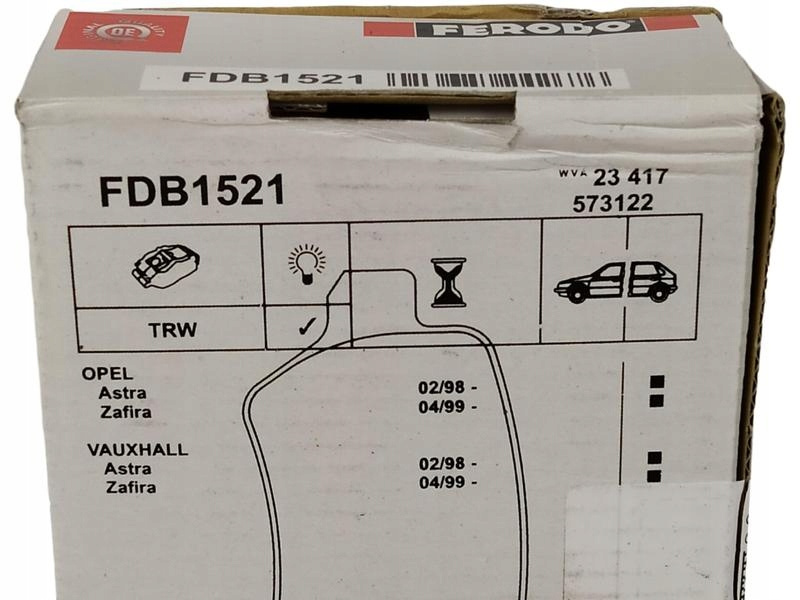 OE
FERODO
FDB1521
FDB1521
WVA 23 417
573122
TRW ✓
OPEL
Astra 02/98 -
Zafira 04/99 -
VAUXHALL
Astra 02/98 -
Zafira 04/99 -